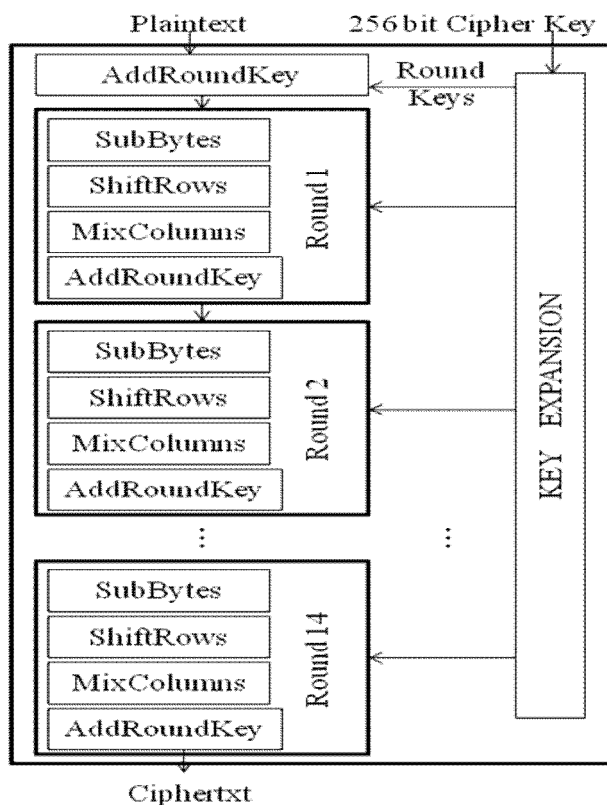 Plaintext
256 bit Cipher Key
AddRoundKey
Round
Keys
SubBytes
ShiftRows
MixColumns
AddRoundKey
Round 1
SubBytes
ShiftRows
MixColumns
AddRoundKey
Round 2
KEY EXPANSION
...
...
SubBytes
ShiftRows
MixColumns
AddRoundKey
Round 14
Ciphertxt